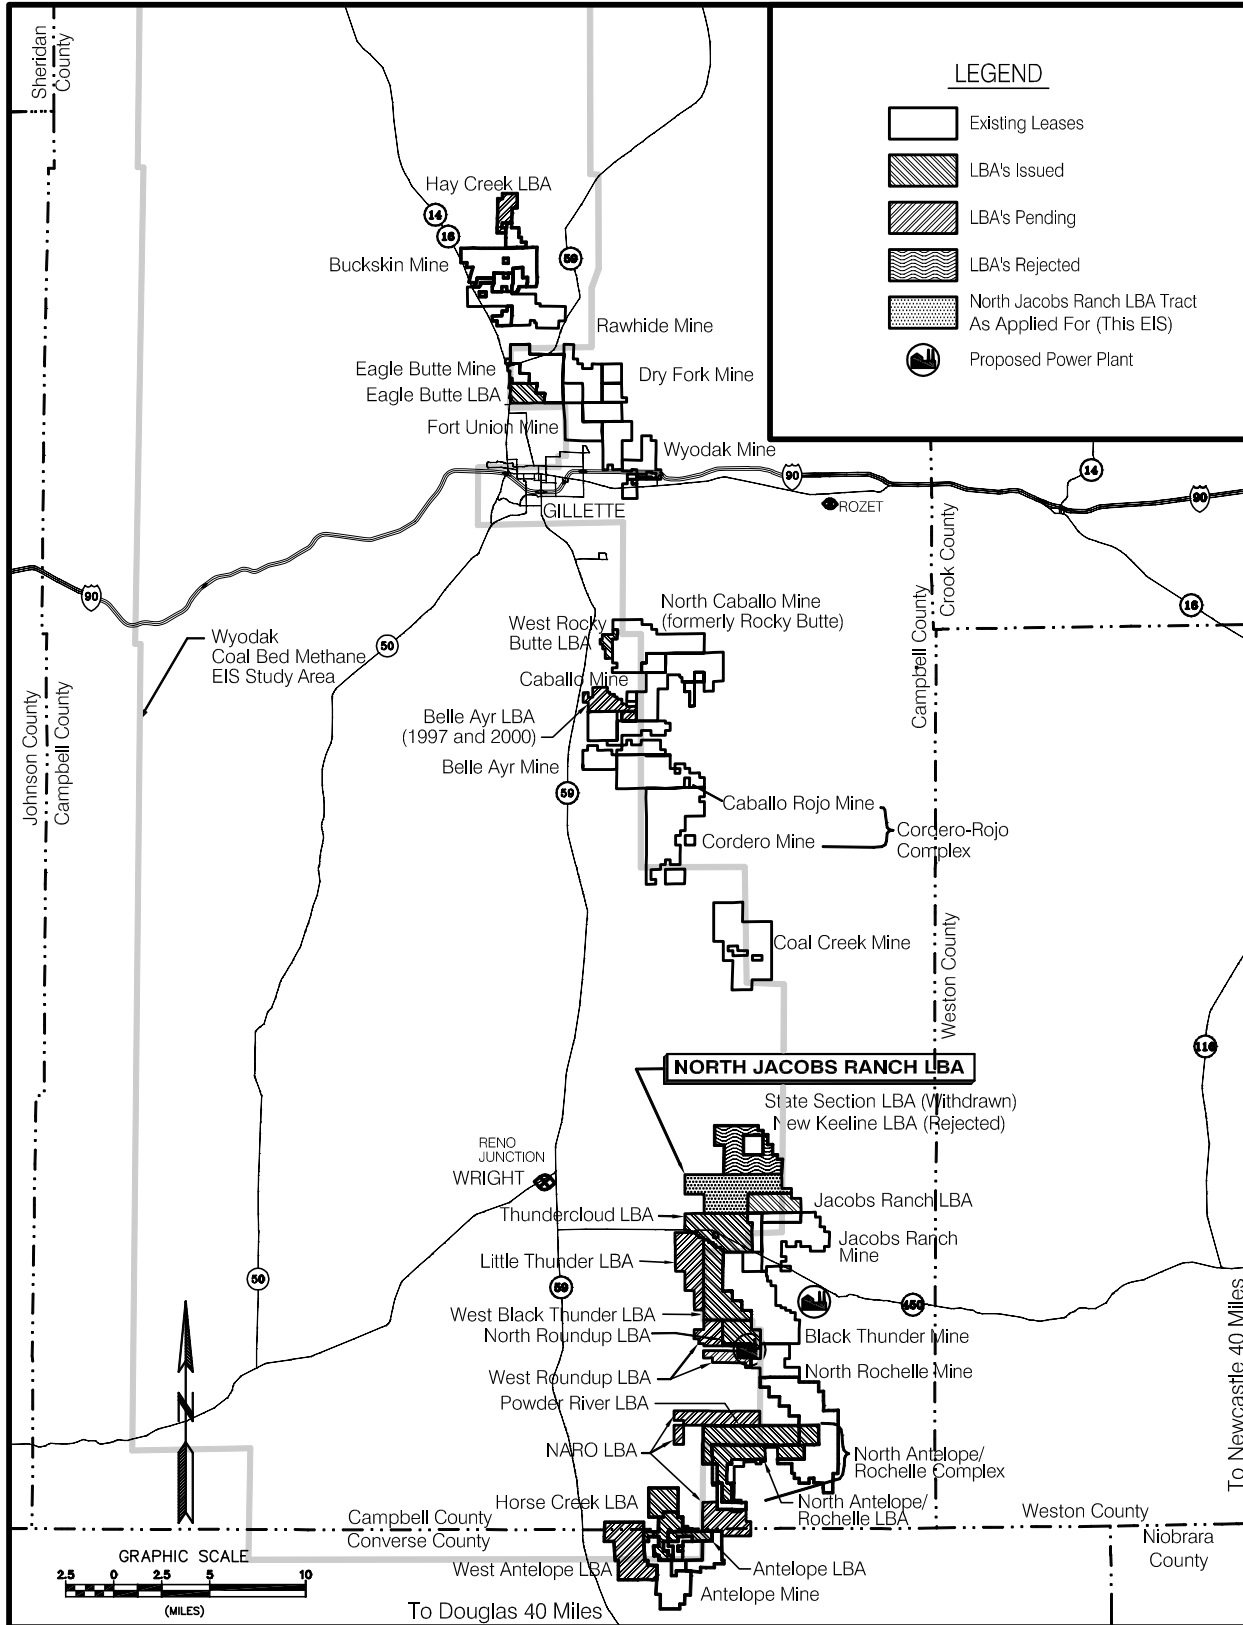 Sheridan
County
LEGEND
Existing Leases
LBA's Issued
LBA's Pending
LBA's Rejected
North Jacobs Ranch LBA Tract
As Applied For (This EIS)
Proposed Power Plant
Hay Creek LBA
14
16
59
Buckskin Mine
Rawhide Mine
Eagle Butte Mine
Dry Fork Mine
Eagle Butte LBA
Fort Union Mine
Wyodak Mine
14
90
90
GILLETTE
ROZET
Crook County
Campbell County
90
16
North Caballo Mine
(formerly Rocky Butte)
West Rocky
Butte LBA
Wyodak
Coal Bed Methane
EIS Study Area
50
Caballo Mine
Belle Ayr LBA
(1997 and 2000)
Belle Ayr Mine
Johnson County
Campbell County
59
Caballo Rojo Mine
Cordero Mine
Cordero-Rojo
Complex
Coal Creek Mine
Weston County
116
NORTH JACOBS RANCH LBA
State Section LBA (Withdrawn)
New Keeline LBA (Rejected)
RENO
JUNCTION
WRIGHT
Jacobs Ranch LBA
Thundercloud LBA
Jacobs Ranch
Mine
Little Thunder LBA
50
59
450
West Black Thunder LBA
North Roundup LBA
Black Thunder Mine
West Roundup LBA
North Rochelle Mine
Powder River LBA
N
NARO LBA
North Antelope/
Rochelle Complex
To Newcastle 40 Miles
Horse Creek LBA
North Antelope/
Rochelle LBA
Campbell County
Converse County
Weston County
Niobrara
County
GRAPHIC SCALE
2.5 0 2.5 5 10
(MILES)
West Antelope LBA
Antelope LBA
Antelope Mine
To Douglas 40 Miles